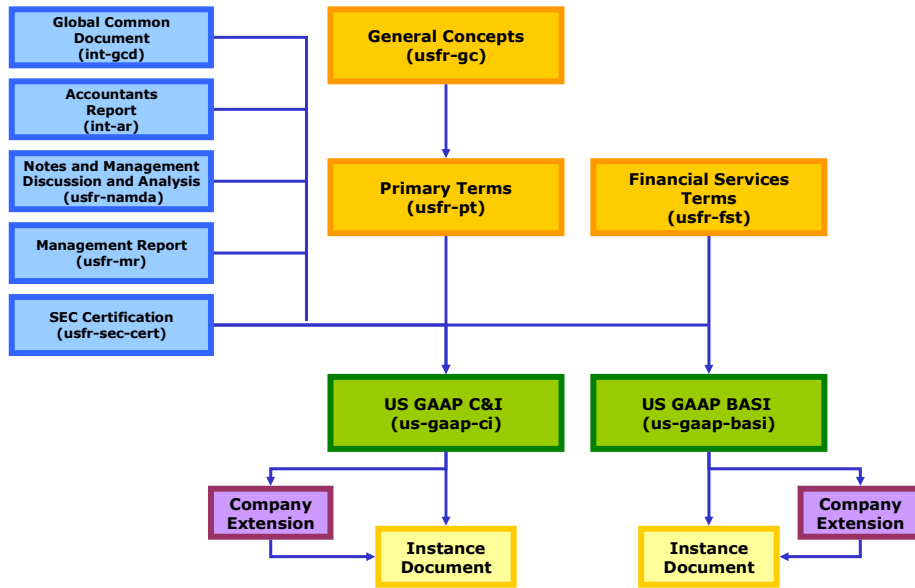 Global Common
Document
(int-gcd)
General Concepts
(usfr-gc)
Accountants
Report
(int-ar)
Notes and Management
Discussion and Analysis
(usfr-namda)
Primary Terms
(usfr-pt)
Financial Services
Terms
(usfr-fst)
Management Report
(usfr-mr)
SEC Certification
(usfr-sec-cert)
US GAAP C&I
(us-gaap-ci)
US GAAP BASI
(us-gaap-basi)
Company
Extension
Instance
Document
Instance
Document
Company
Extension